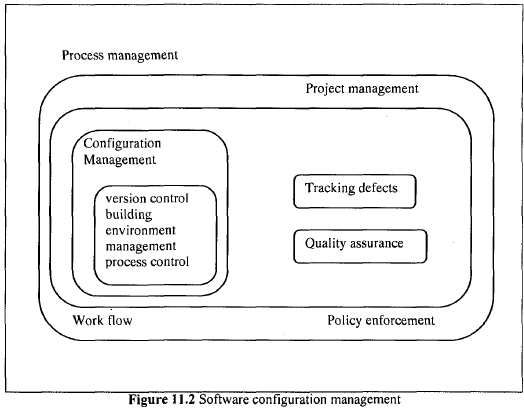 Process management
Project management
Configuration
Management
version control
building
environment
management
process control
Tracking defects
Quality assurance
Work flow
Policy enforcement
Figure 11.2 Software configuration management